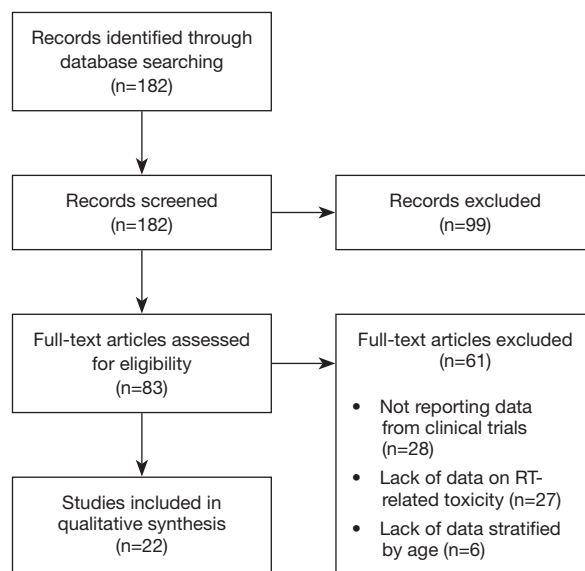 Records identified through
database searching
(n=182)
Records screened
(n=182)
Records excluded
(n=99)
Full-text articles assessed
for eligibility
(n=83)
Full-text articles excluded
(n=61)
• Not reporting data
from clinical trials
(n=28)
• Lack of data on RT-
related toxicity (n=27)
• Lack of data stratified
by age (n=6)
Studies included in
qualitative synthesis
(n=22)